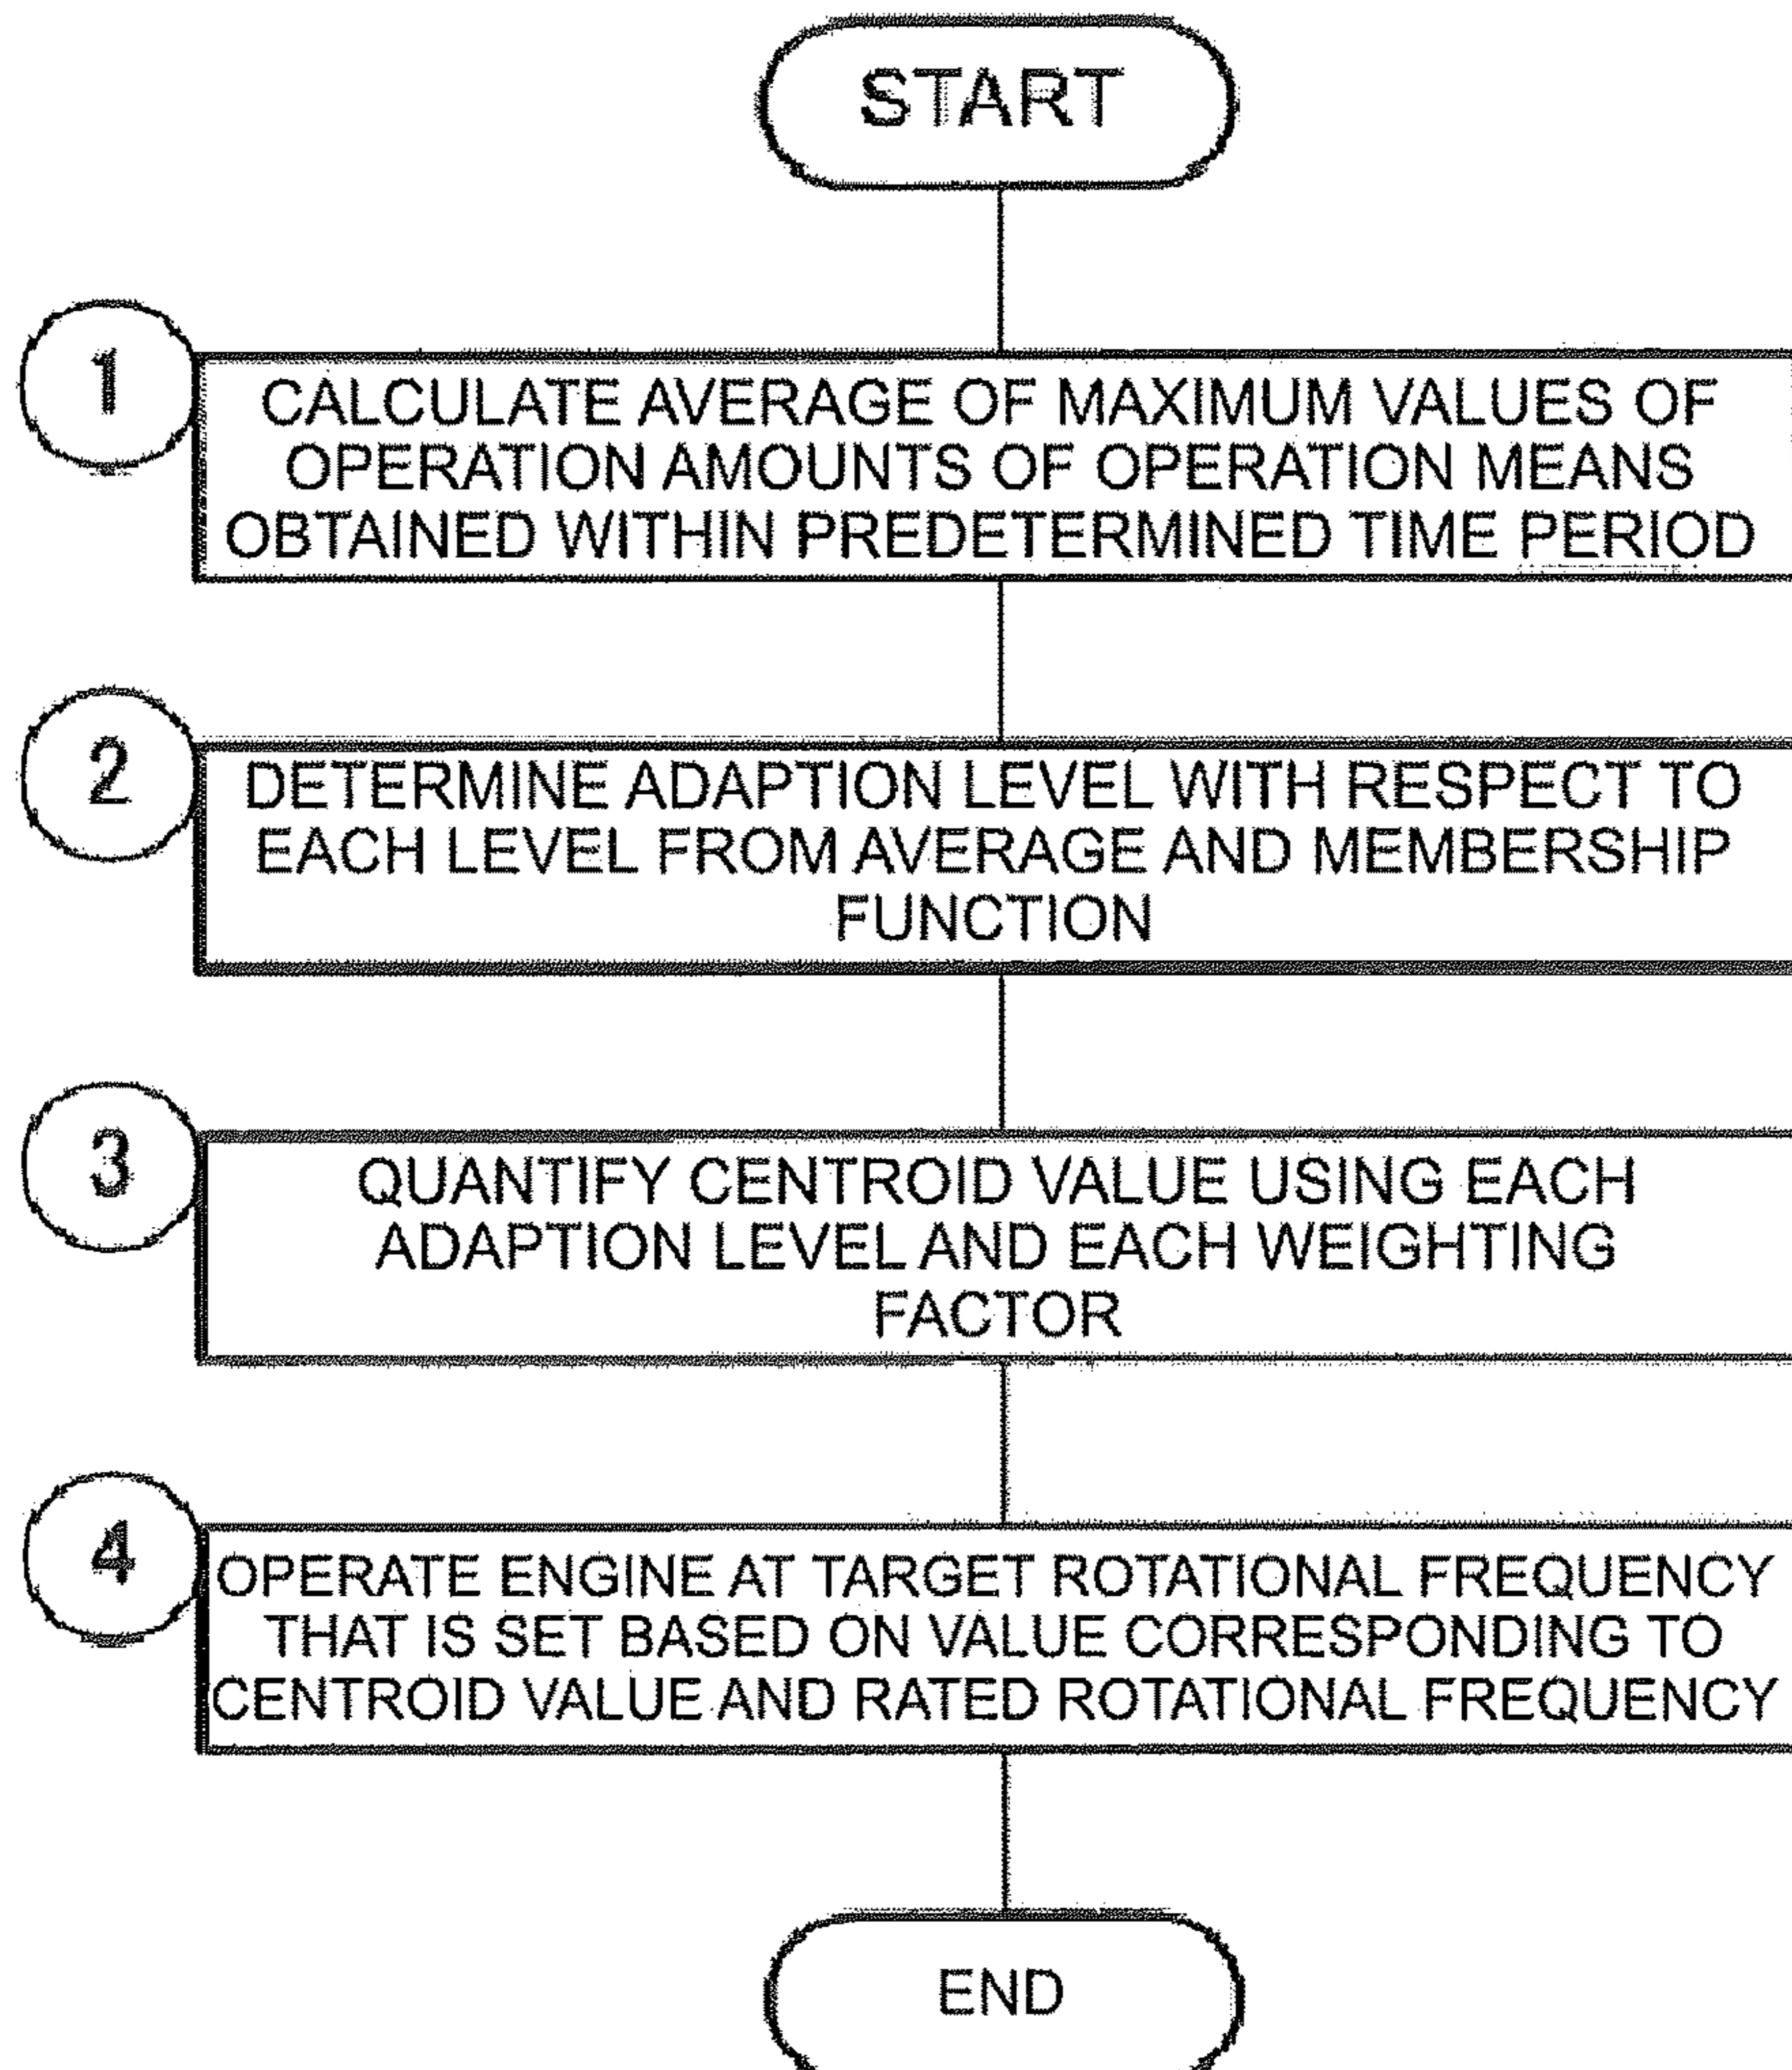 START
1
CALCULATE AVERAGE OF MAXIMUM VALUES OF
OPERATION AMOUNTS OF OPERATION MEANS
OBTAINED WITHIN PREDETERMINED TIME PERIOD
2
DETERMINE ADAPTION LEVEL WITH RESPECT TO
EACH LEVEL FROM AVERAGE AND MEMBERSHIP
FUNCTION
3
QUANTIFY CENTROID VALUE USING EACH
ADAPTION LEVEL AND EACH WEIGHTING
FACTOR
4
OPERATE ENGINE AT TARGET ROTATIONAL FREQUENCY
THAT IS SET BASED ON VALUE CORRESPONDING TO
CENTROID VALUE AND RATED ROTATIONAL FREQUENCY
END